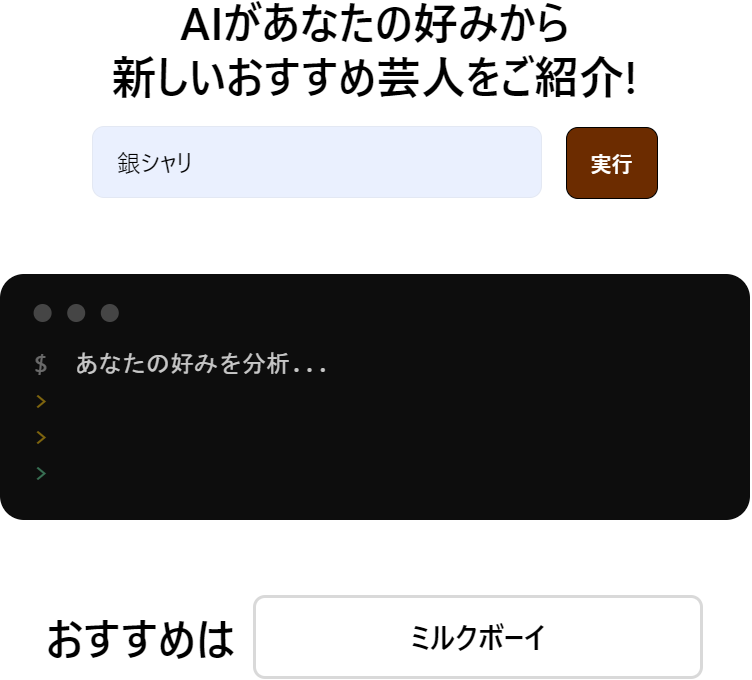 AIがあなたの好みから
新しいおすすめ芸人をご紹介!
銀シャリ
実行
$ あなたの好みを分析...
>
>
>
おすすめは
ミルクボーイ